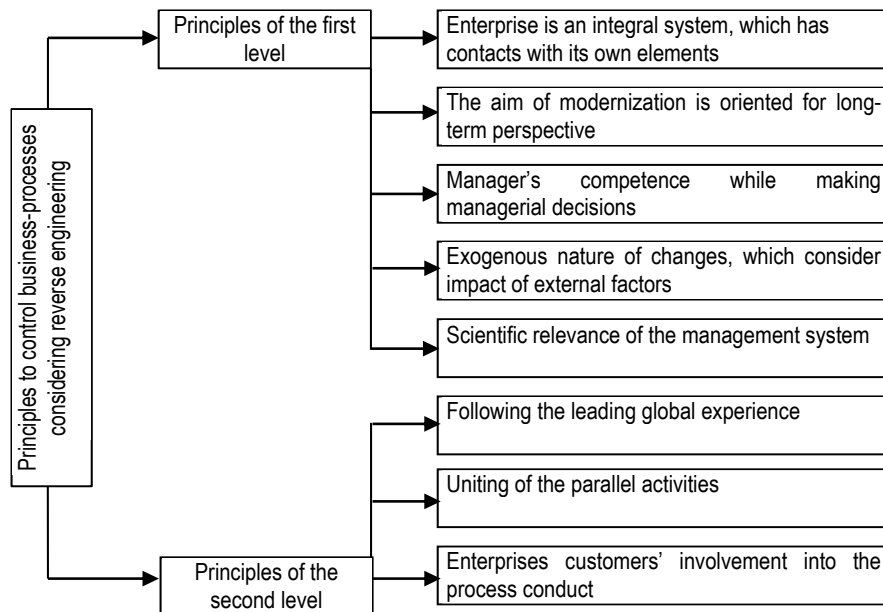 Principles to control business-processes
considering reverse engineering
Principles of the first
level
Enterprise is an integral system, which has
contacts with its own elements
The aim of modernization is oriented for long-
term perspective
Manager’s competence while making
managerial decisions
Exogenous nature of changes, which consider
impact of external factors
Scientific relevance of the management system
Principles of the
second level
Following the leading global experience
Uniting of the parallel activities
Enterprises customers’ involvement into the
process conduct